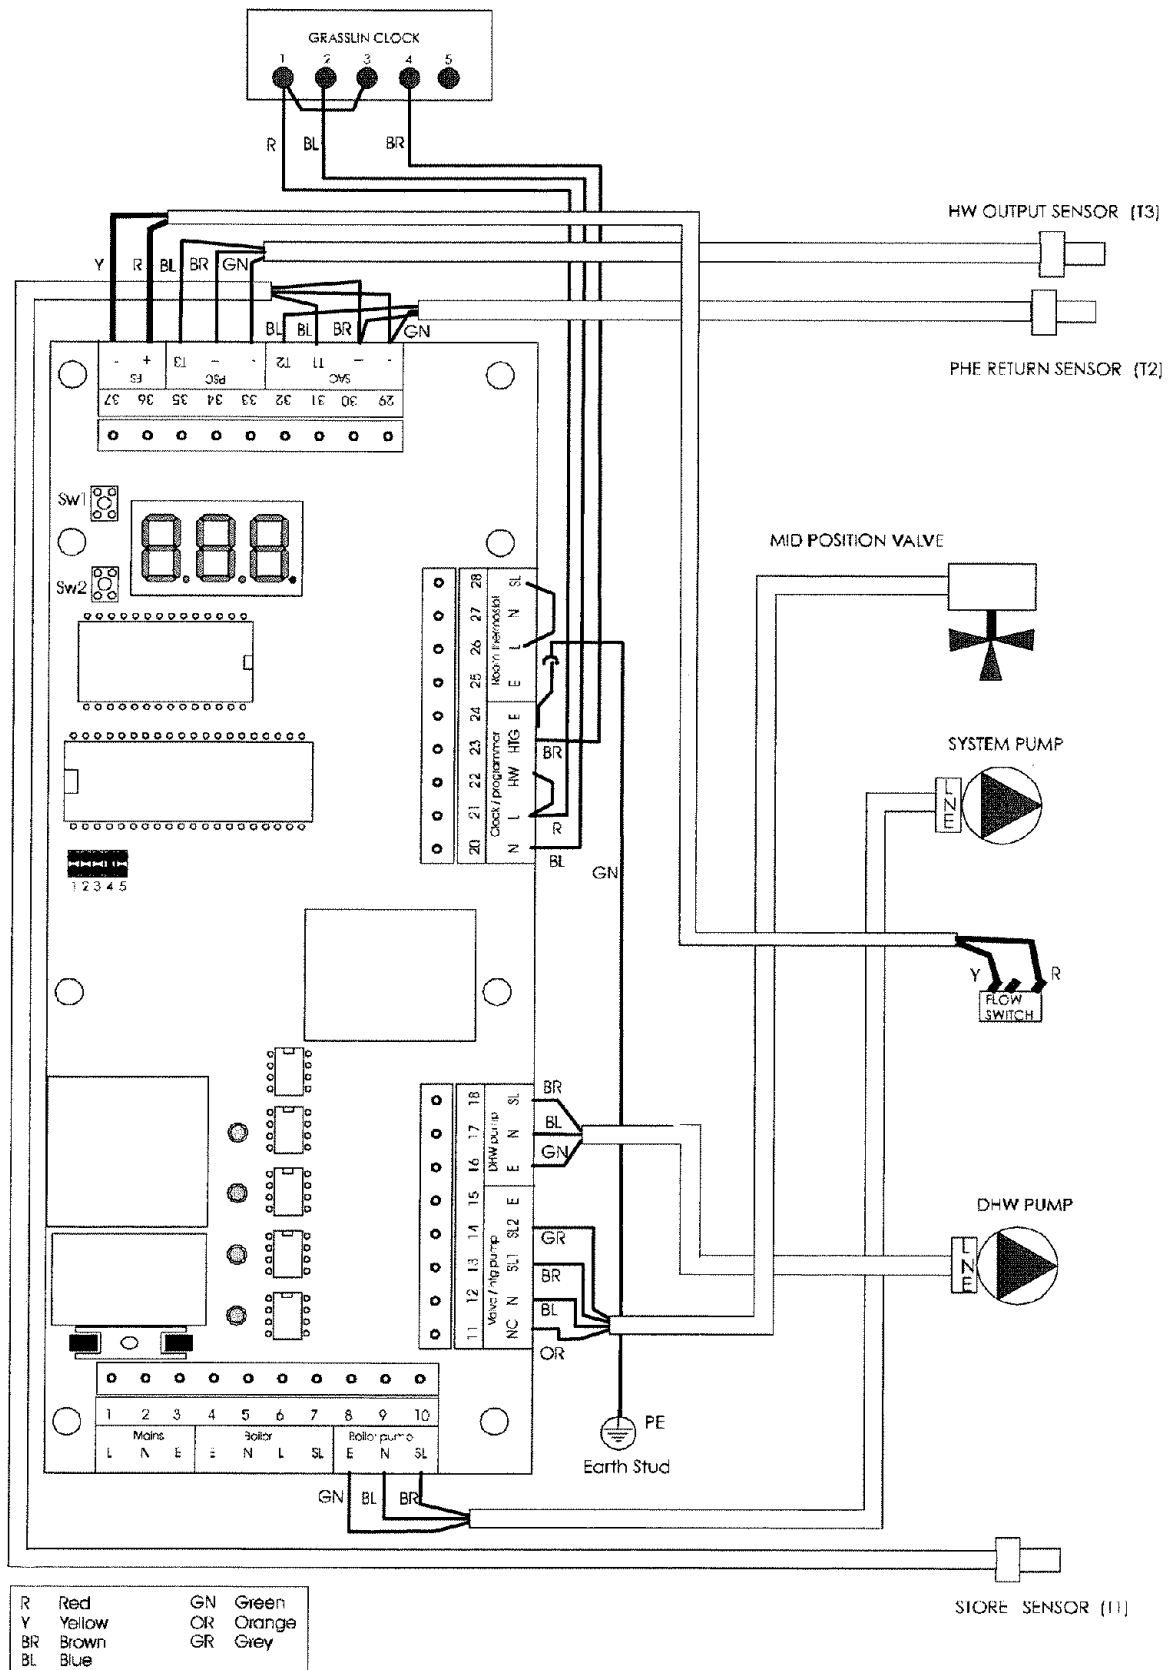 GRASSLIN CLOCK
1 2 3 4 5
R BL BR
HW OUTPUT SENSOR (T3)
Y R BL BR GN
BL BL BR GN
PHE RETURN SENSOR (T2)
- + T3 - - T2 T1 - -
FS PSC SAC
37 36 35 34 33 32 31 30 29
Sw1
Sw2
MID POSITION VALVE
28 SL
27 N
26 L
25 E
Room thermostat
24 E
23 HTG BR
22 HW
21 L R
20 N BL
Clock / programmer
1 2 3 4 5
GN
SYSTEM PUMP
L N E
Y R
FLOW
SWITCH
18 SL BR
17 N BL
16 E GN
DHW pump
15 E
14 SL2 GR
13 SL1 BR
12 N BL
11 NC OR
Valve / htg pump
DHW PUMP
L N E
1 2 3 4 5 6 7 8 9 10
Mains Boiler Boiler pump
L N E E N L SL E N SL
PE
Earth Stud
GN BL BR
STORE SENSOR (T1)
R Red GN Green
Y Yellow OR Orange
BR Brown GR Grey
BL Blue